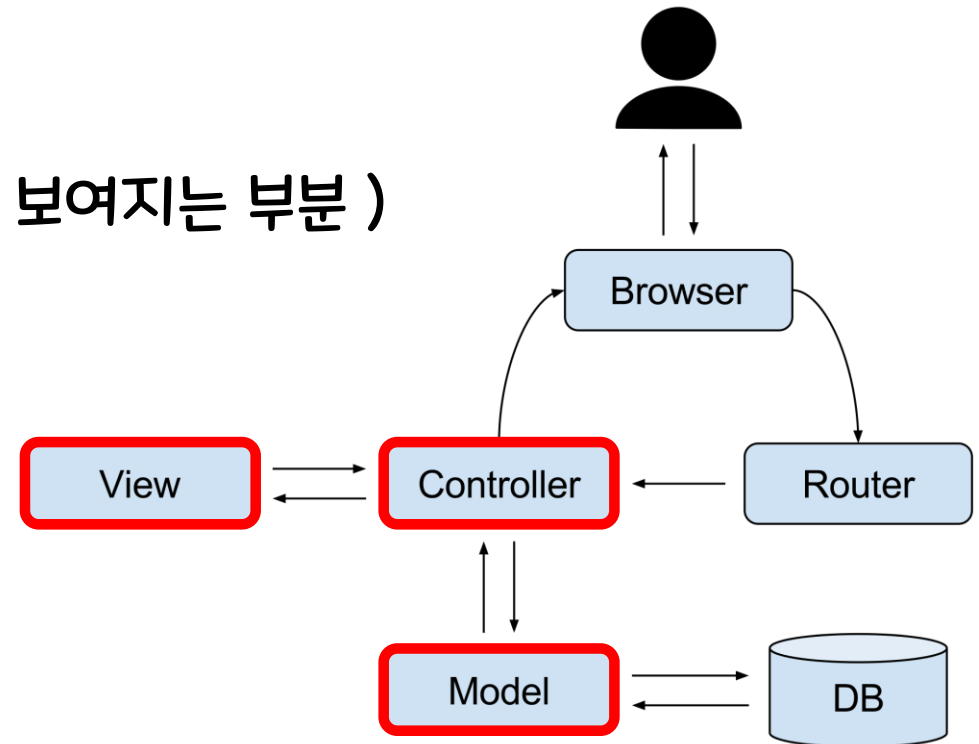 보여지는 부분 )
Browser
View
Controller
Router
Model
DB